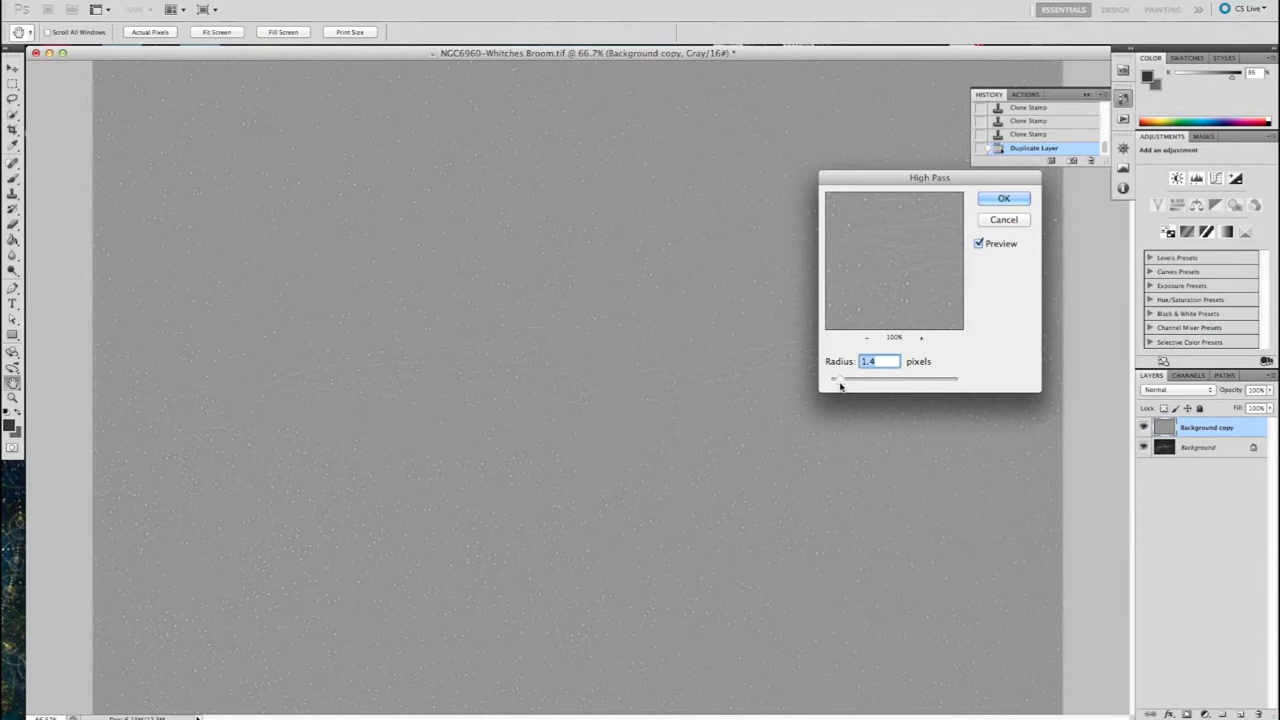 Ps
100%
ESSENTIALS DESIGN PAINTING
CS Live
Scroll All Windows Actual Pixels Fit Screen Fill Screen Print Size
NGC6960-Whitches Broom.tif @ 66.7% (Background copy, Gray/16#) *
COLOR SWATCHES STYLES
K 86 %
HISTORY ACTIONS
Clone Stamp
Clone Stamp
Clone Stamp
Duplicate Layer
ADJUSTMENTS MASKS
Add an adjustment
High Pass
OK
Cancel
Preview
100%
Radius: 1.4 pixels
Levels Presets
Curves Presets
Exposure Presets
Hue/Saturation Presets
Black & White Presets
Channel Mixer Presets
Selective Color Presets
LAYERS CHANNELS PATHS
Normal Opacity: 100%
Lock: Fill: 100%
Background copy
Background